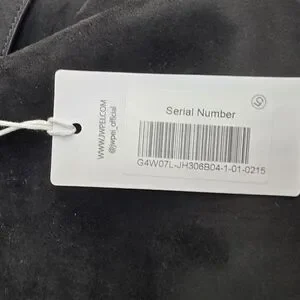 WWW.JWPEI.COM
@jwpei_official
Serial Number
G4W07L-JH306B04-1-01-0215